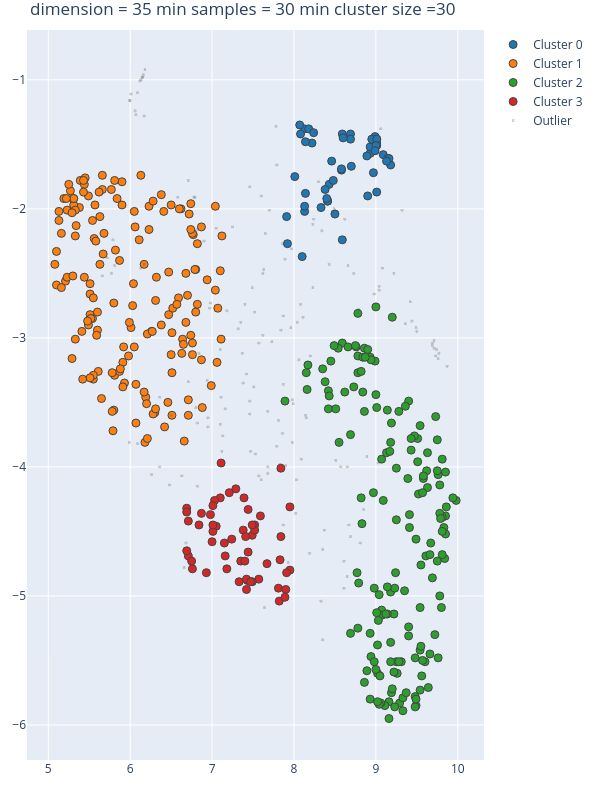 dimension = 35 min samples = 30 min cluster size =30
Cluster 0
Cluster 1
Cluster 2
Cluster 3
Outlier
−1
−2
−3
−4
−5
−6
5 6 7 8 9 10